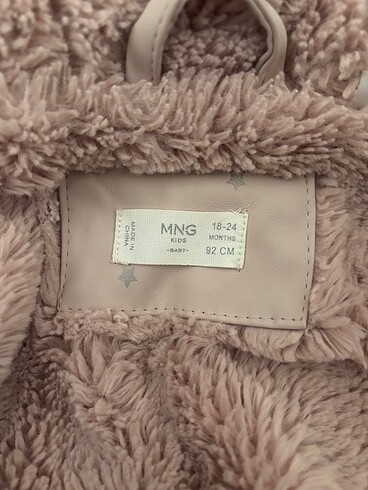 MADE IN
CHINA
MNG
KIDS
-BABY-
18-24
MONTHS
92 CM